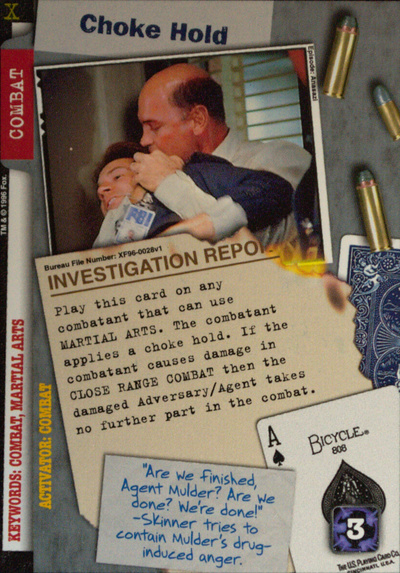 X
Choke Hold
COMBAT
Episode: Anasazi
TM & © 1996 Fox.
FBI
Bureau File Number: XF96-0028v1
INVESTIGATION REPO
Play this card on any
combatant that can use
MARTIAL ARTS. The combatant
applies a choke hold. If the
combatant causes damage in
CLOSE RANGE COMBAT then the
damaged Adversary/Agent takes
no further part in the combat.
KEYWORDS: COMBAT, MARTIAL ARTS
ACTIVATOR: COMBAT
"Are we finished,
Agent Mulder? Are we
done? We're done!"
-Skinner tries to
contain Mulder's drug-
induced anger.
A
BICYCLE®
808
3
THE U.S. PLAYING CARD CO.
CINCINNATI, U.S.A.